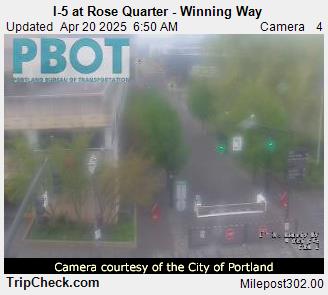 I-5 at Rose Quarter - Winning Way
Updated Apr 20 2025 6:50 AM Camera 4
PBOT
PORTLAND BUREAU OF TRANSPORTATION
Camera courtesy of the City of Portland
TripCheck.com Milepost302.00